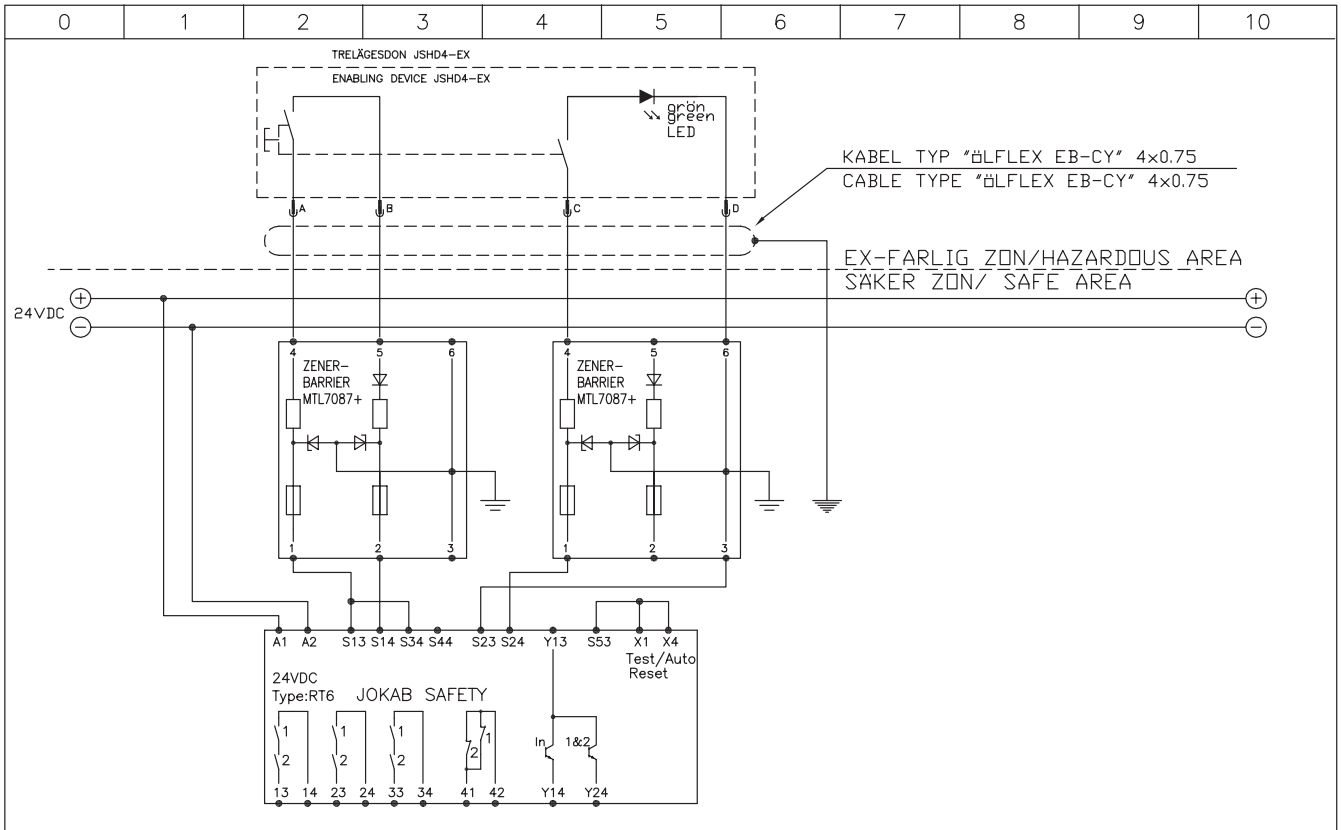 0 1 2 3 4 5 6 7 8 9 10
TRELÄGESDON JSHD4-EX
ENABLING DEVICE JSHD4-EX
grön
green
LED
KABEL TYP "ÖLFLEX EB-CY" 4x0.75
CABLE TYPE "ÖLFLEX EB-CY" 4x0.75
A B C D
EX-FARLIG ZON/HAZARDOUS AREA
SÄKER ZON/ SAFE AREA
24VDC
+ +
- -
4 5 6 4 5 6
ZENER-
BARRIER
MTL7087+
ZENER-
BARRIER
MTL7087+
1 2 3 1 2 3
A1 A2 S13 S14 S34 S44 S23 S24 Y13 S53 X1 X4
Test/Auto
Reset
24VDC
Type:RT6 JOKAB SAFETY
1 1 1 1
2 2 2 2
In 1&2
13 14 23 24 33 34 41 42 Y14 Y24